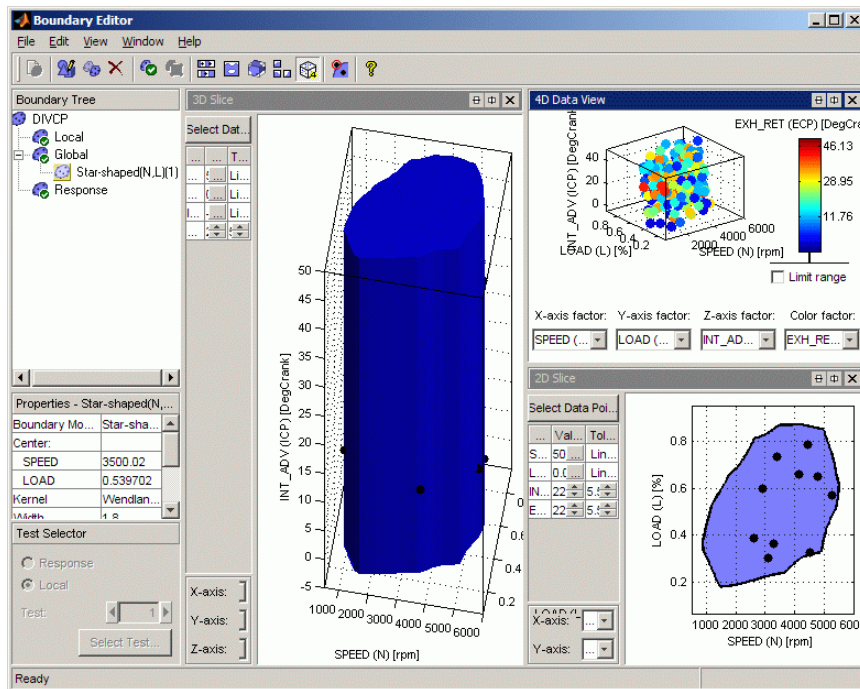 Boundary Editor
File Edit View Window Help
Boundary Tree
DIVCP
Local
Global
Star-shaped(N,L)(1)
Response
Properties - Star-shaped(N,...
Boundary Mo... Star-sha...
Center:
SPEED 3500.02
LOAD 0.539702
Kernel Wendlan...
Width 1.8
Test Selector
Response
Local
Test: 1
Select Test...
3D Slice
Select Dat...
... ... T...
... ... Li...
... ... Li...
I... ... Li...
X-axis:
Y-axis:
Z-axis:
INT_ADV (ICP) [DegCrank]
50
45
40
35
30
25
20
15
10
5
0
-5
0.8
0.6
0.4
0.2
1000 2000 3000 4000 5000 6000
SPEED (N) [rpm]
4D Data View
EXH_RET (ECP) [DegCra
INT_ADV (ICP) [DegCrank]
40
20
0
0.8 0.6 0.4 0.2
LOAD (L) [%]
2000 4000 6000
SPEED (N) [rpm]
46.13
28.95
11.76
Limit range
X-axis factor: Y-axis factor: Z-axis factor: Color factor:
SPEED (... LOAD (... INT_AD... EXH_RE...
2D Slice
Select Data Poi...
... Val... Tol...
S... 50 ... Lin...
L... 0.0 ... Lin...
IN... 22 5.5
E... 22 5.5
X-axis: ...
Y-axis: ...
LOAD (L) [%]
0.8
0.6
0.4
0.2
1000 2000 3000 4000 5000
SPEED (N) [rpm]
Ready